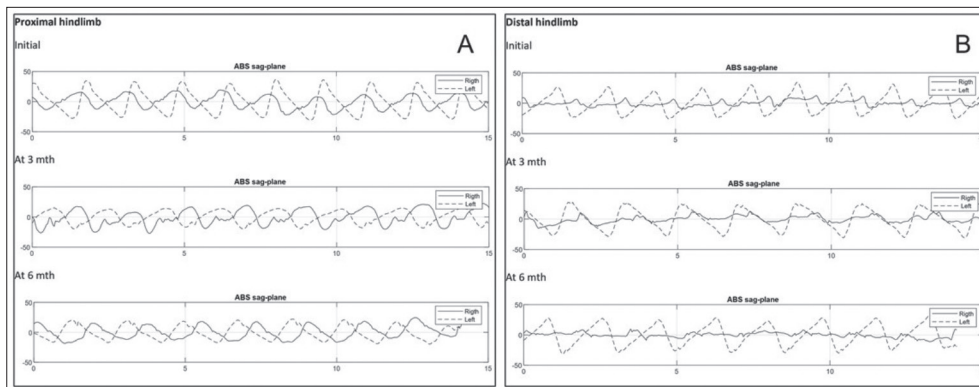 Proximal hindlimb
A
Initial
ABS sag-plane
50
0
-50
0 5 10 15
Rigth
Left
At 3 mth
ABS sag-plane
50
0
-50
0 5 10 15
Rigth
Left
At 6 mth
ABS sag-plane
50
0
-50
0 5 10 15
Rigth
Left
Distal hindlimb
B
Initial
ABS sag-plane
50
0
-50
0 5 10
Rigth
Left
At 3 mth
ABS sag-plane
50
0
-50
0 5 10
Rigth
Left
At 6 mth
ABS sag-plane
50
0
-50
0 5 10
Rigth
Left